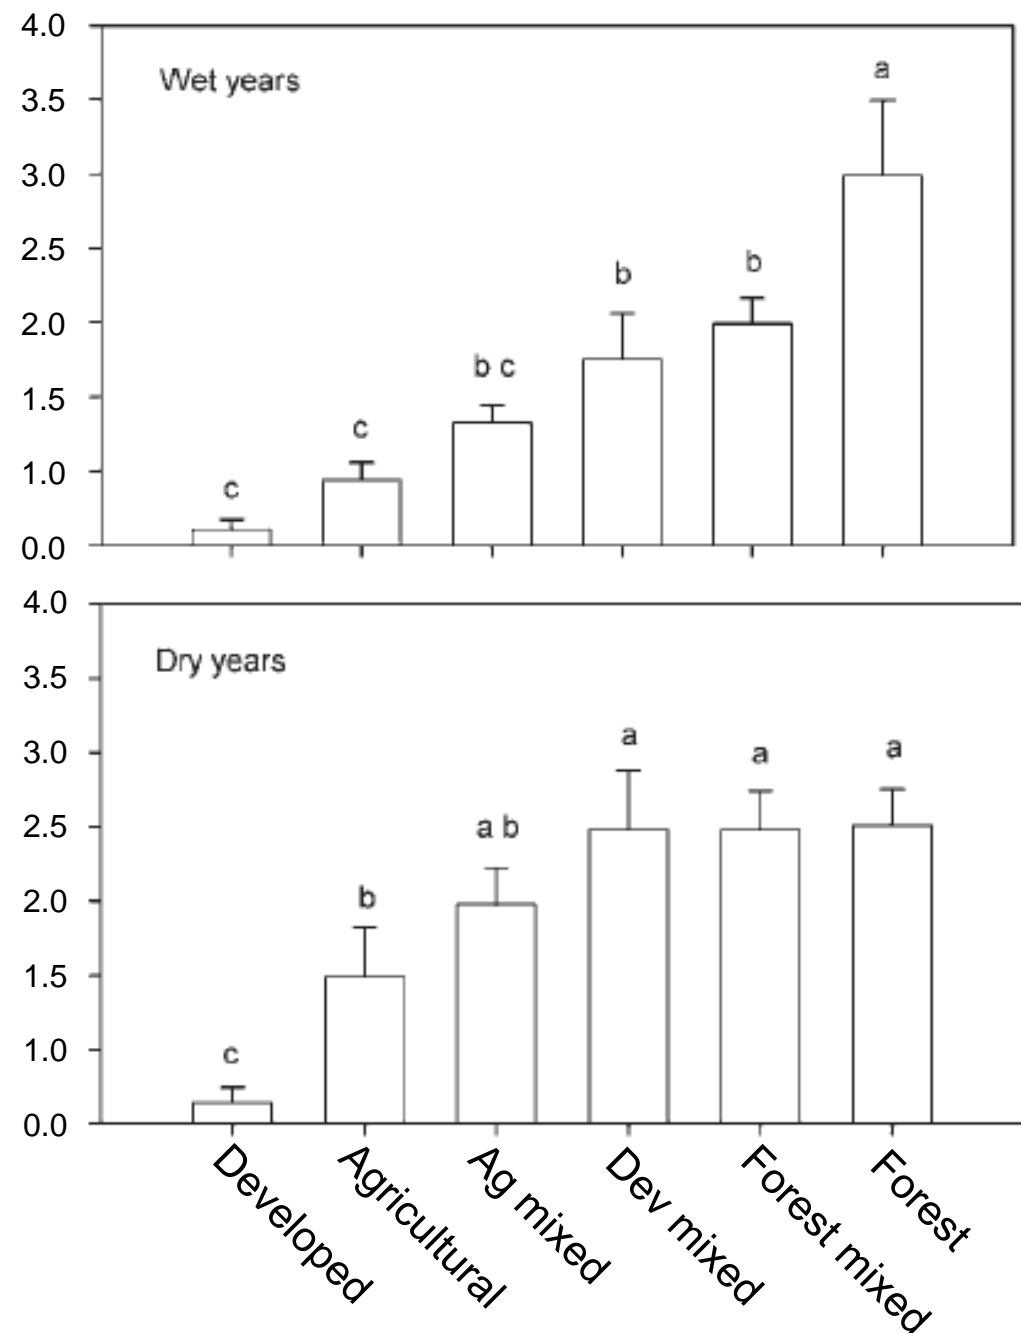 4.0
Wet years
a
3.5
3.0
b
2.5
b
2.0
b c
1.5
c
1.0
c
0.0
4.0
Dry years
3.5
a
a
a
3.0
a b
2.5
b
2.0
1.5
c
1.0
0.0
Developed
Agricultural
Ag mixed
Dev mixed
Forest mixed
Forest